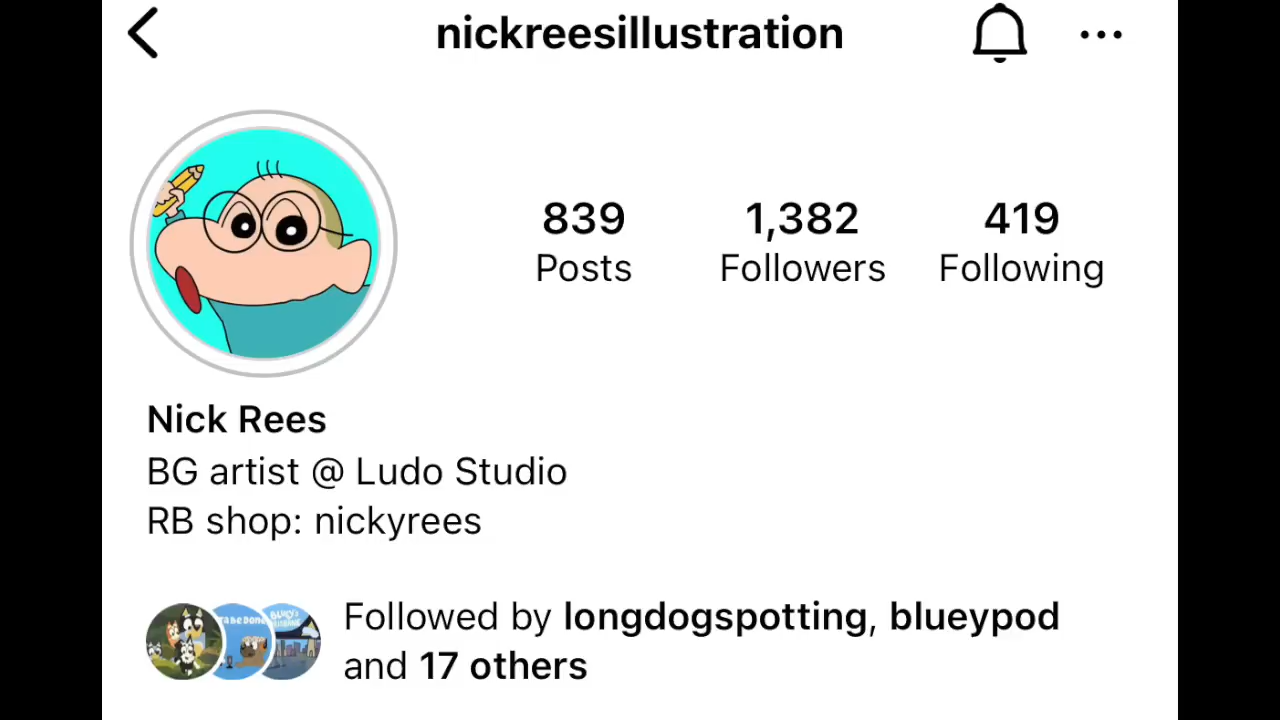 nickreesillustration
839 1,382 419
Posts Followers Following
Nick Rees
BG artist @ Ludo Studio
RB shop: nickyrees
Followed by longdogspotting, blueypod
and 17 others